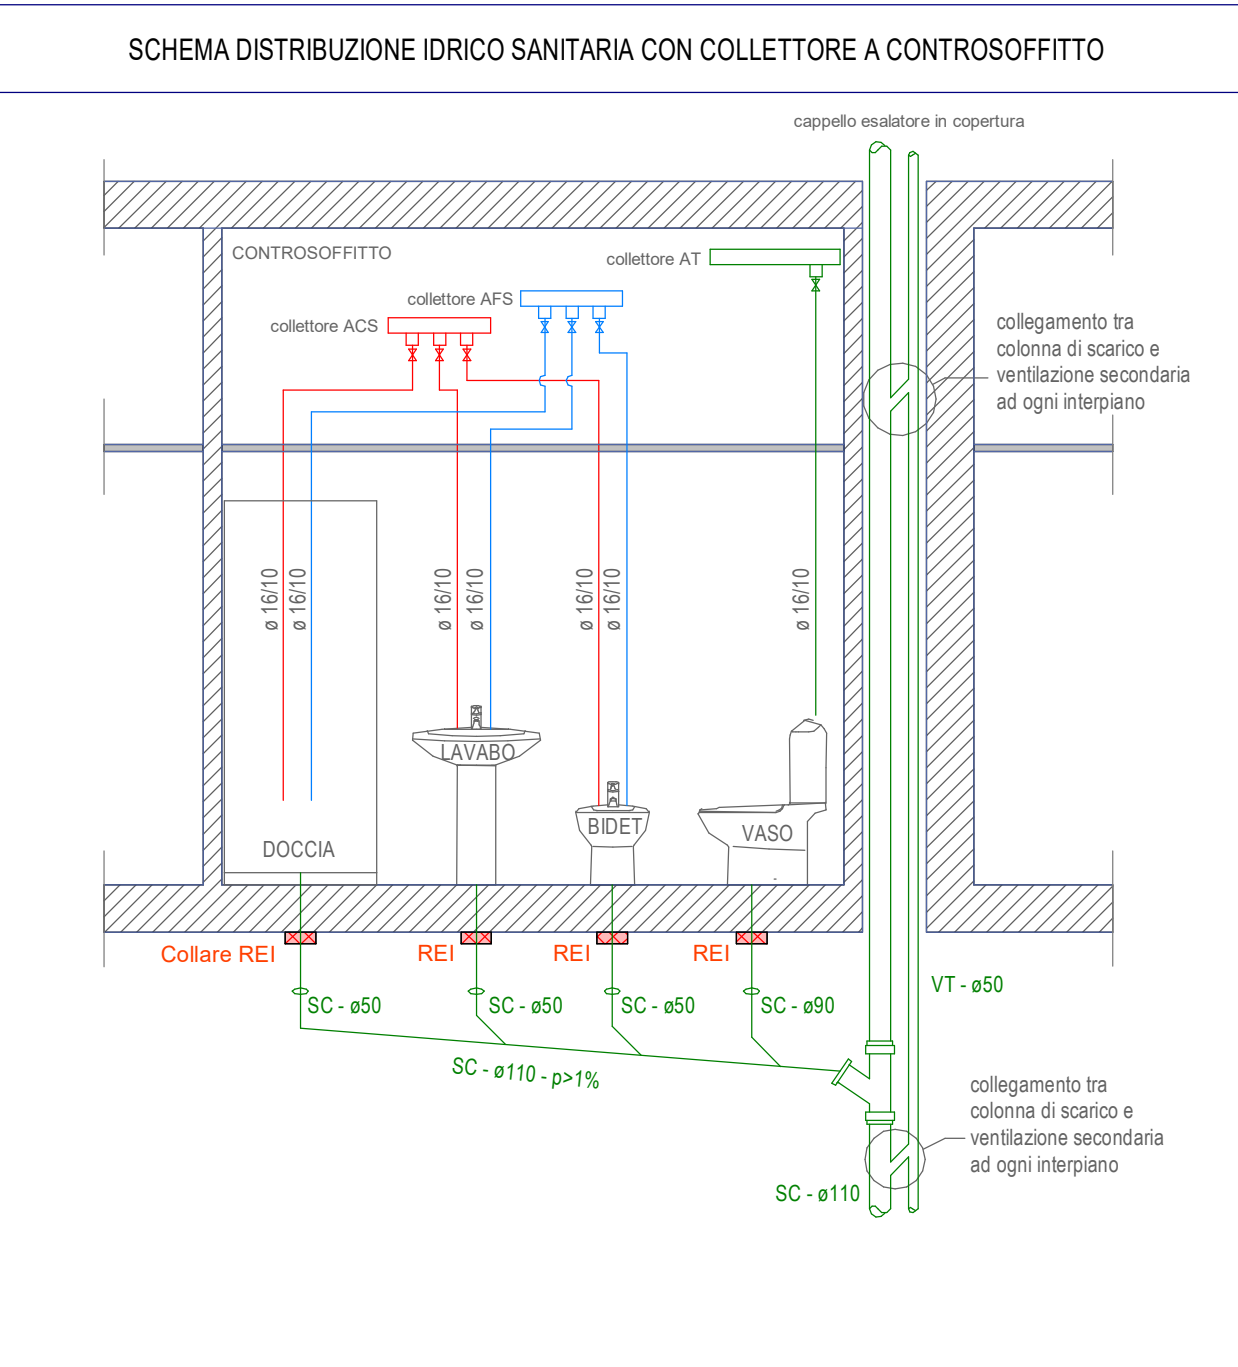 SCHEMA DISTRIBUZIONE IDRICO SANITARIA CON COLLETTORE A CONTROSOFFITTO
cappello esalatore in copertura
CONTROSOFFITTO
collettore AT
collettore AFS
collettore ACS
collegamento tra
colonna di scarico e
ventilazione secondaria
ad ogni interpiano
ø 16/10
ø 16/10
ø 16/10
ø 16/10
ø 16/10
ø 16/10
ø 16/10
LAVABO
BIDET
VASO
DOCCIA
Collare REI
REI
REI
REI
VT - ø50
SC - ø50
SC - ø50
SC - ø50
SC - ø90
SC - ø110 - p>1%
collegamento tra
colonna di scarico e
ventilazione secondaria
ad ogni interpiano
SC - ø110